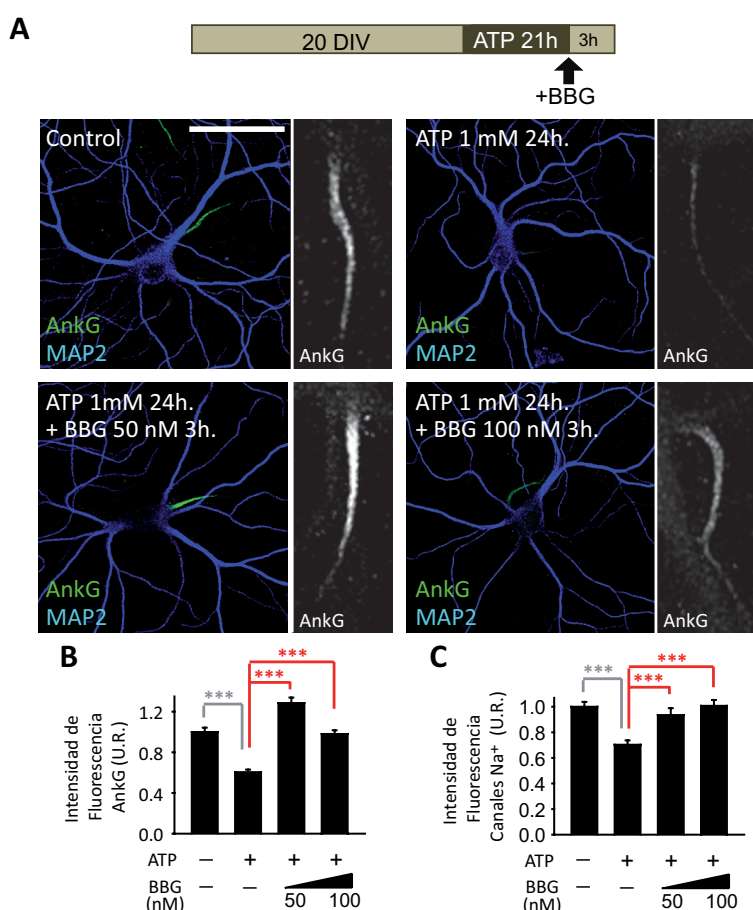 A
20 DIV
ATP 21h
3h
+BBG
Control
AnkG
MAP2
AnkG
ATP 1 mM 24h.
AnkG
MAP2
AnkG
ATP 1mM 24h.
+ BBG 50 nM 3h.
AnkG
MAP2
AnkG
ATP 1 mM 24h.
+ BBG 100 nM 3h.
AnkG
MAP2
AnkG
B
Intensidad de
Fluorescencia
AnkG (U.R.)
1.2
0.8
0.4
0.0
***
***
***
ATP − + + +
BBG − −
(nM) 50 100
C
Intensidad de
Fluorescencia
Canales Na⁺ (U.R.)
1.0
0.8
0.6
0.4
0.2
0.0
***
***
***
ATP − + + +
BBG − −
(nM) 50 100